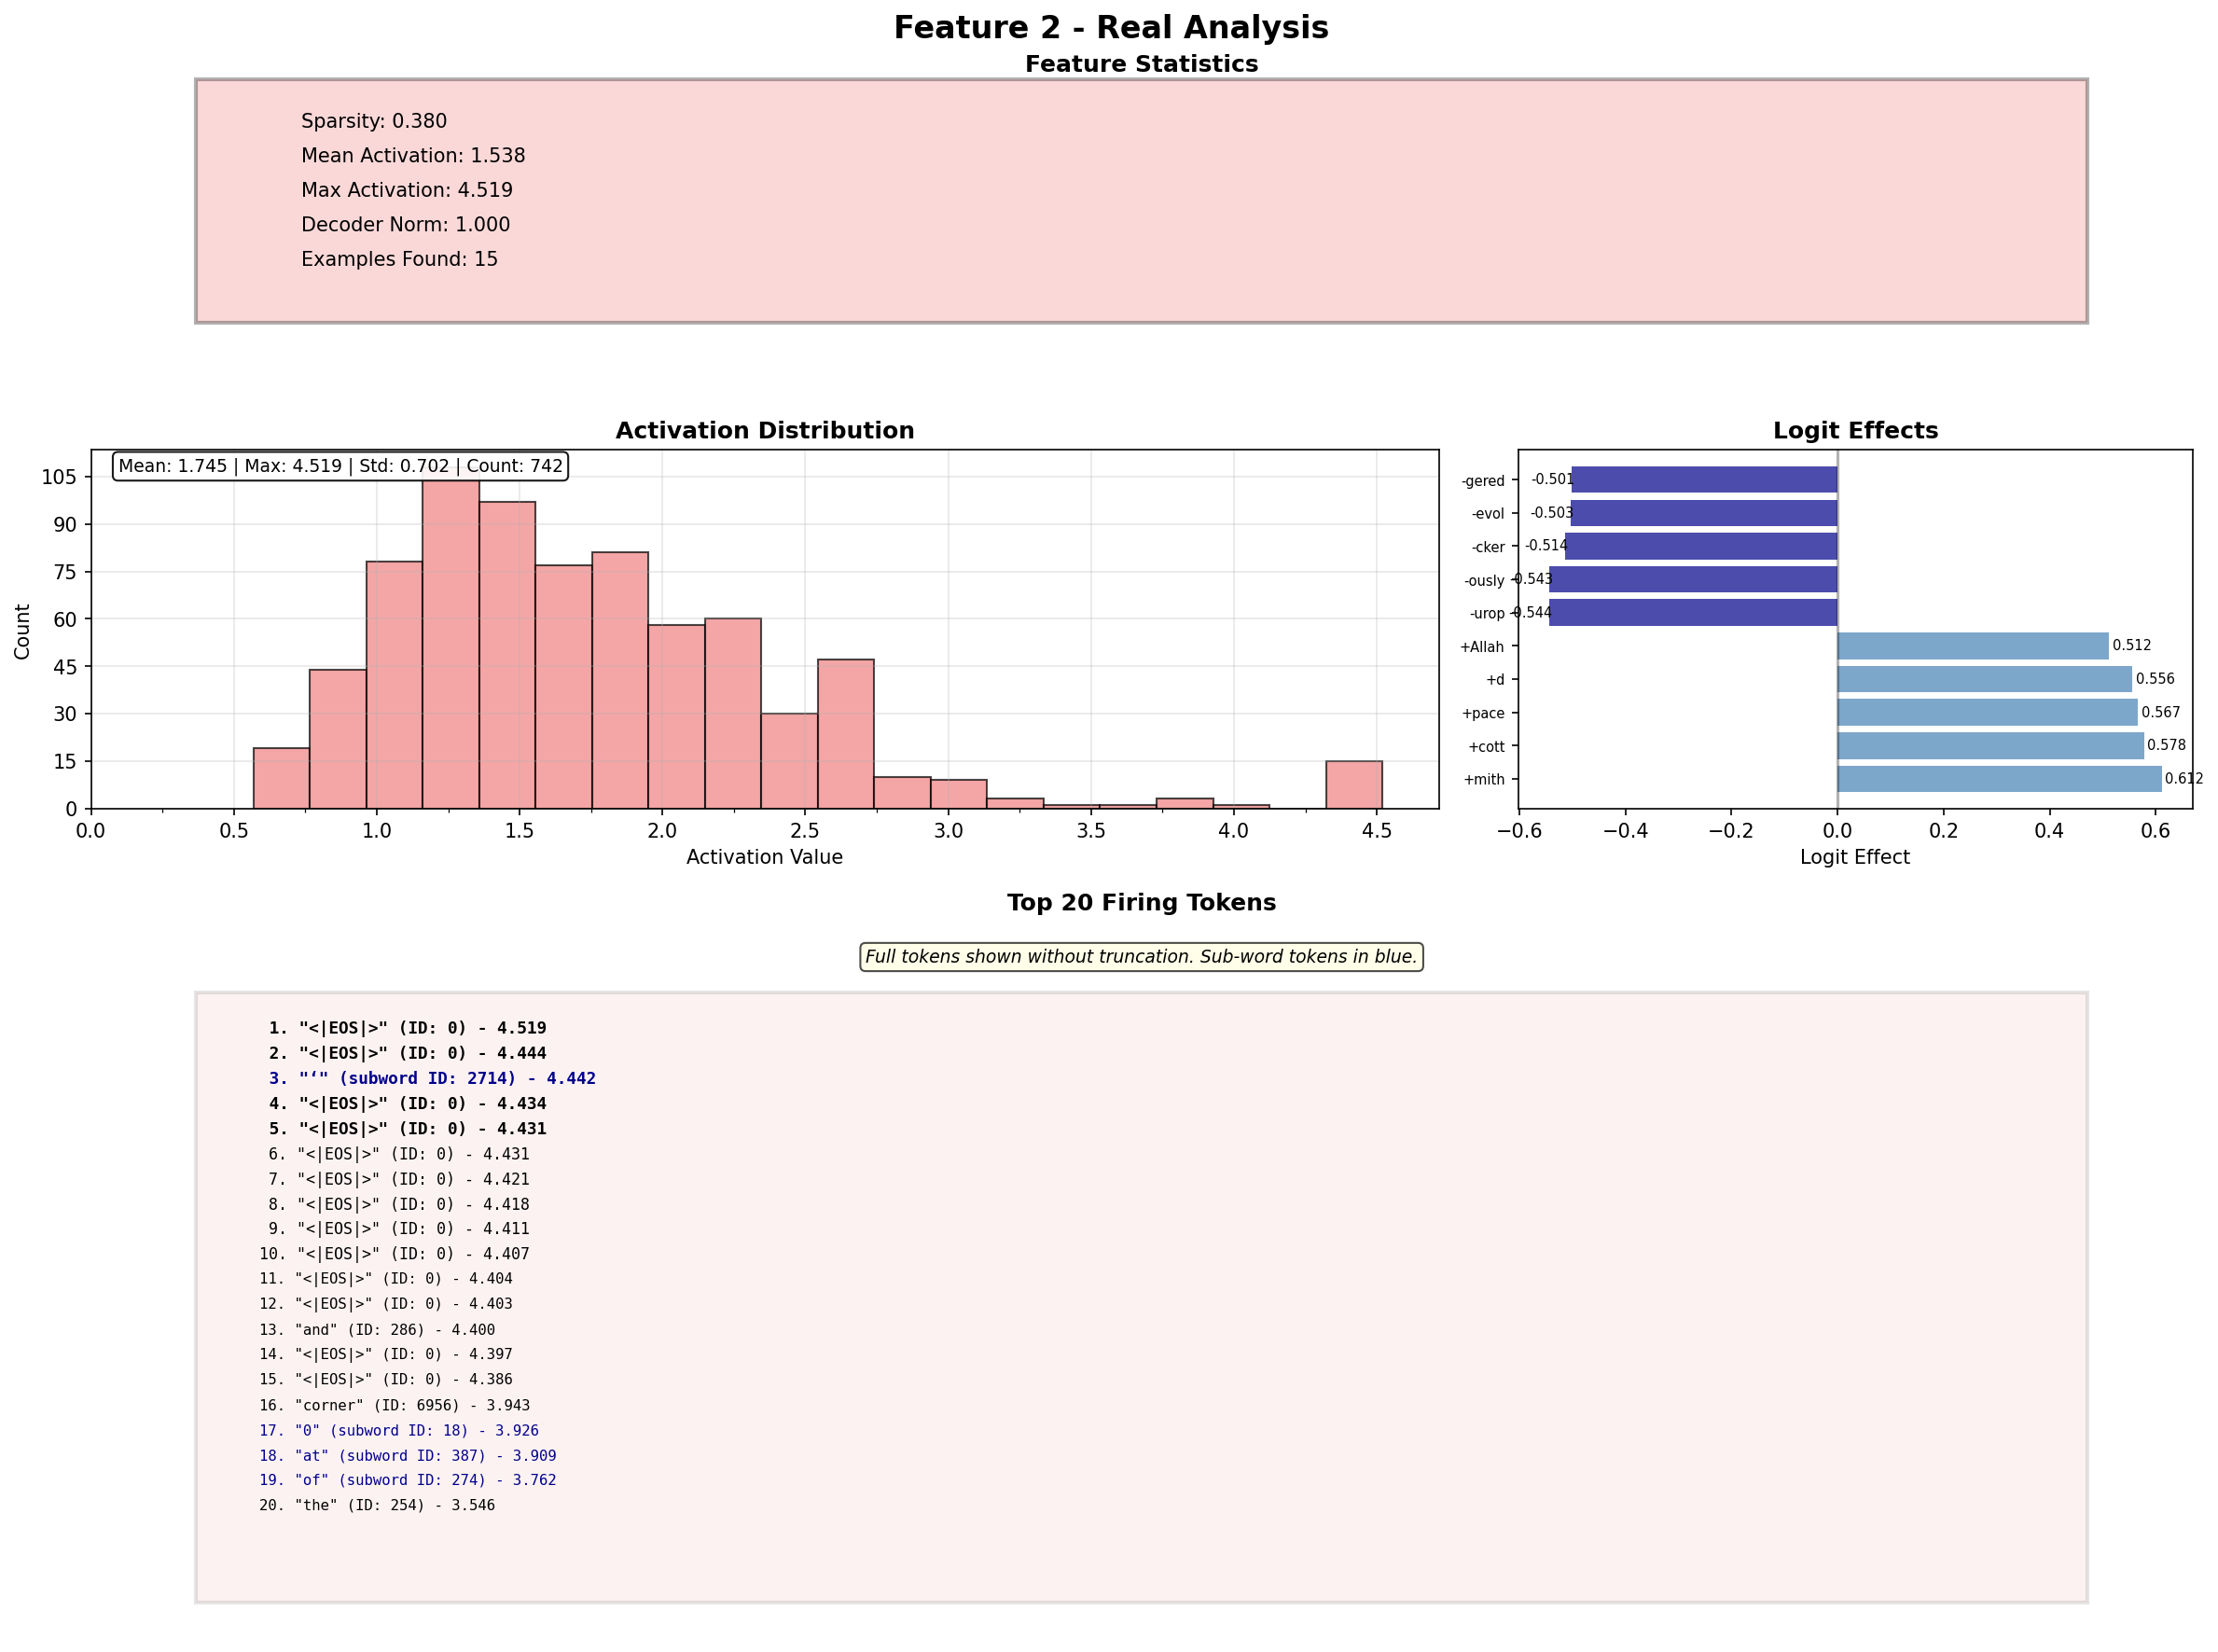 Feature 2 - Real Analysis
Feature Statistics
Sparsity: 0.380
Mean Activation: 1.538
Max Activation: 4.519
Decoder Norm: 1.000
Examples Found: 15
Activation Distribution
Mean: 1.745 | Max: 4.519 | Std: 0.702 | Count: 742
105
90
75
60
45
30
15
0
Count
0.0 0.5 1.0 1.5 2.0 2.5 3.0 3.5 4.0 4.5
Activation Value
Logit Effects
-gered -0.501
-evol -0.503
-cker -0.514
-ously -0.543
-urop -0.544
+Allah 0.512
+d 0.556
+pace 0.567
+cott 0.578
+mith 0.612
−0.6 −0.4 −0.2 0.0 0.2 0.4 0.6
Logit Effect
Top 20 Firing Tokens
Full tokens shown without truncation. Sub-word tokens in blue.
1. "<|EOS|>" (ID: 0) - 4.519
2. "<|EOS|>" (ID: 0) - 4.444
3. "‘" (subword ID: 2714) - 4.442
4. "<|EOS|>" (ID: 0) - 4.434
5. "<|EOS|>" (ID: 0) - 4.431
6. "<|EOS|>" (ID: 0) - 4.431
7. "<|EOS|>" (ID: 0) - 4.421
8. "<|EOS|>" (ID: 0) - 4.418
9. "<|EOS|>" (ID: 0) - 4.411
10. "<|EOS|>" (ID: 0) - 4.407
11. "<|EOS|>" (ID: 0) - 4.404
12. "<|EOS|>" (ID: 0) - 4.403
13. "and" (ID: 286) - 4.400
14. "<|EOS|>" (ID: 0) - 4.397
15. "<|EOS|>" (ID: 0) - 4.386
16. "corner" (ID: 6956) - 3.943
17. "0" (subword ID: 18) - 3.926
18. "at" (subword ID: 387) - 3.909
19. "of" (subword ID: 274) - 3.762
20. "the" (ID: 254) - 3.546